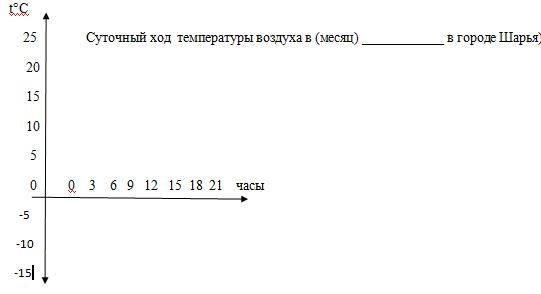 t°C
25 Суточный ход температуры воздуха в (месяц) ____________ в городе Шарья)
20
15
10
5
0 0 3 6 9 12 15 18 21 часы
-5
-10
-15